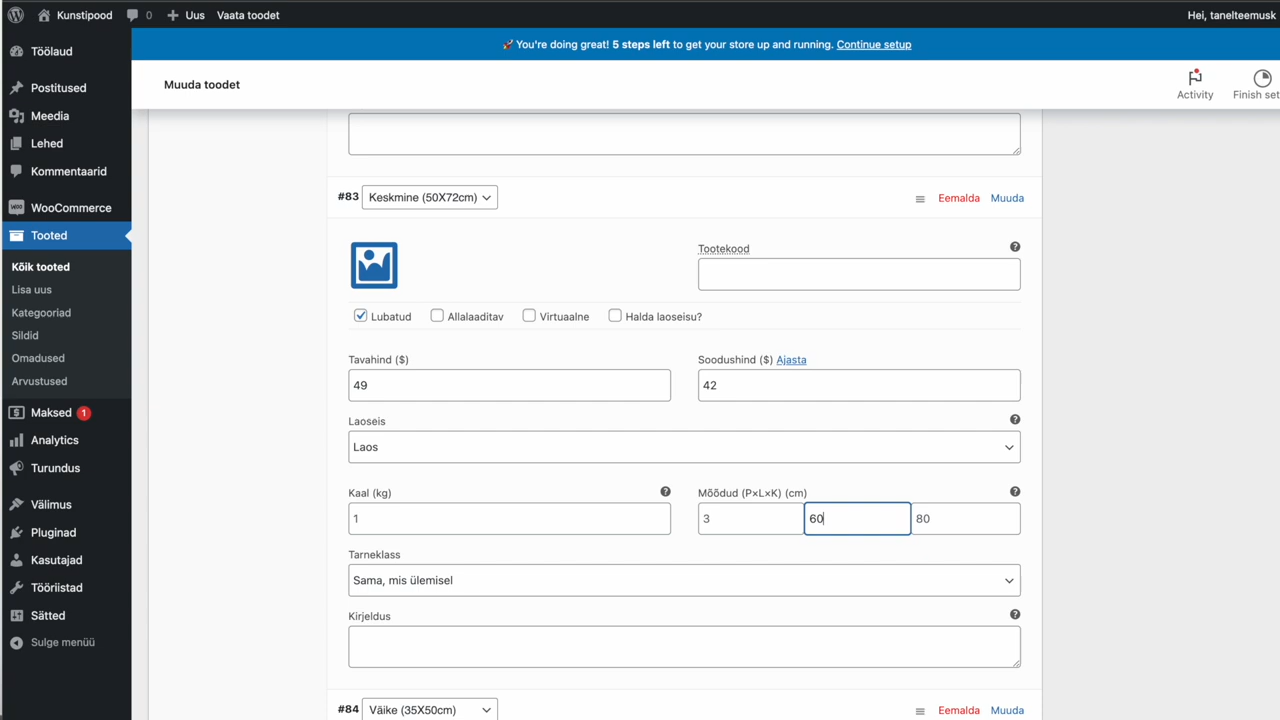 Kunstipood
0
Uus
Vaata toodet
Hei, tanelteemusk
🚀 You're doing great! 5 steps left to get your store up and running. Continue setup
Töölaud
Postitused
Meedia
Lehed
Kommentaarid
WooCommerce
Tooted
Kõik tooted
Lisa uus
Kategooriad
Sildid
Omadused
Arvustused
Maksed 1
Analytics
Turundus
Välimus
Pluginad
Kasutajad
Tööriistad
Sätted
Sulge menüü
Muuda toodet
Activity
Finish set
#83 Keskmine (50X72cm)
Eemalda Muuda
Tootekood
Lubatud
Allalaaditav
Virtuaalne
Halda laoseisu?
Tavahind ($)
49
Soodushind ($) Ajasta
42
Laoseis
Laos
Kaal (kg)
1
Mõõdud (P×L×K) (cm)
3 60 80
Tarneklass
Sama, mis ülemisel
Kirjeldus
#84 Väike (35X50cm)
Eemalda Muuda